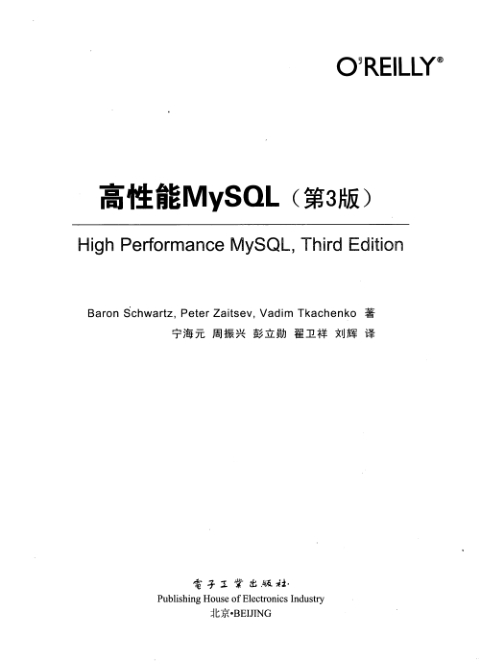 O'REILLY®
高性能MySQL（第3版）
High Performance MySQL, Third Edition
Baron Schwartz, Peter Zaitsev, Vadim Tkachenko 著
宁海元 周振兴 彭立勋 翟卫祥 刘辉 译
電子工業出版社·
Publishing House of Electronics Industry
北京•BEIJING